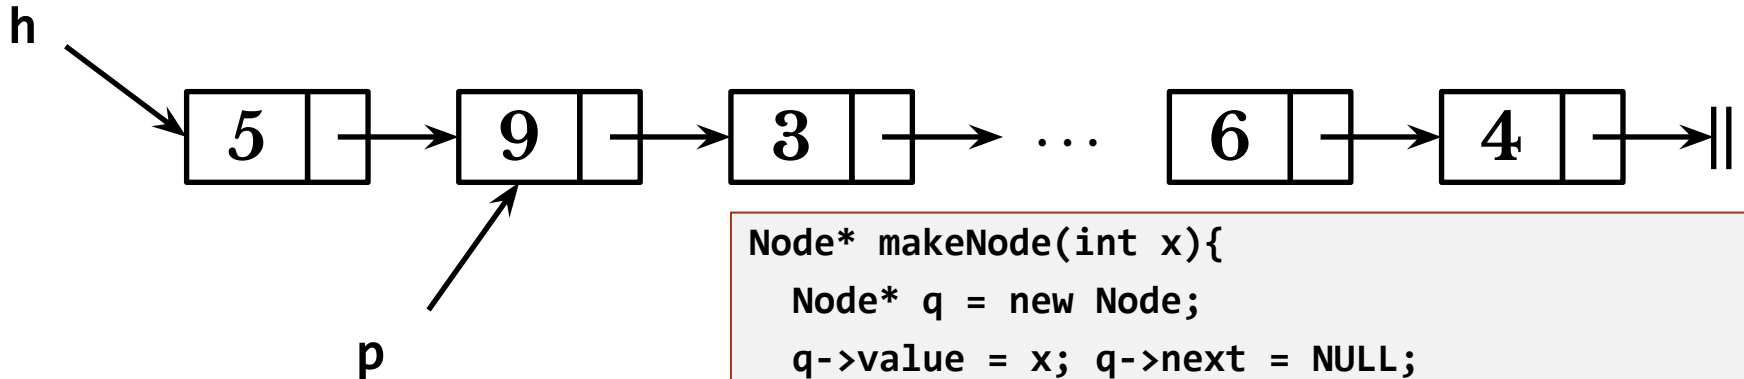 h
5 9 3 ... 6 4
p
Node* makeNode(int x){
Node* q = new Node;
q->value = x; q->next = NULL;